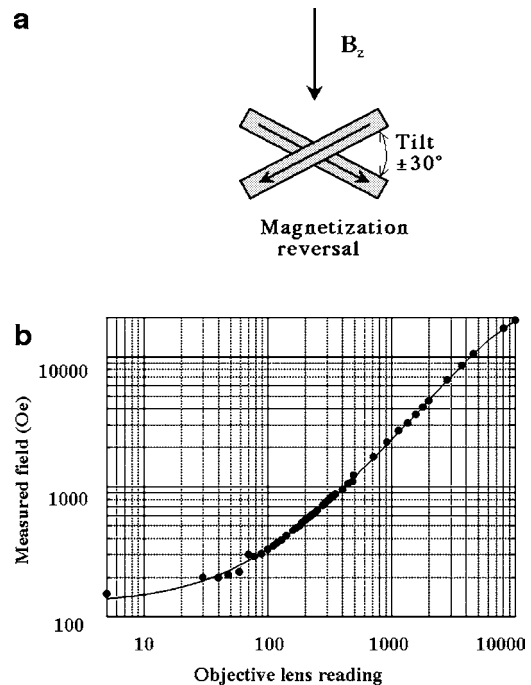 a
B_z
Tilt
±30°
Magnetization
reversal
b
Measured field (Oe)
10000
1000
100
10
100
1000
10000
Objective lens reading